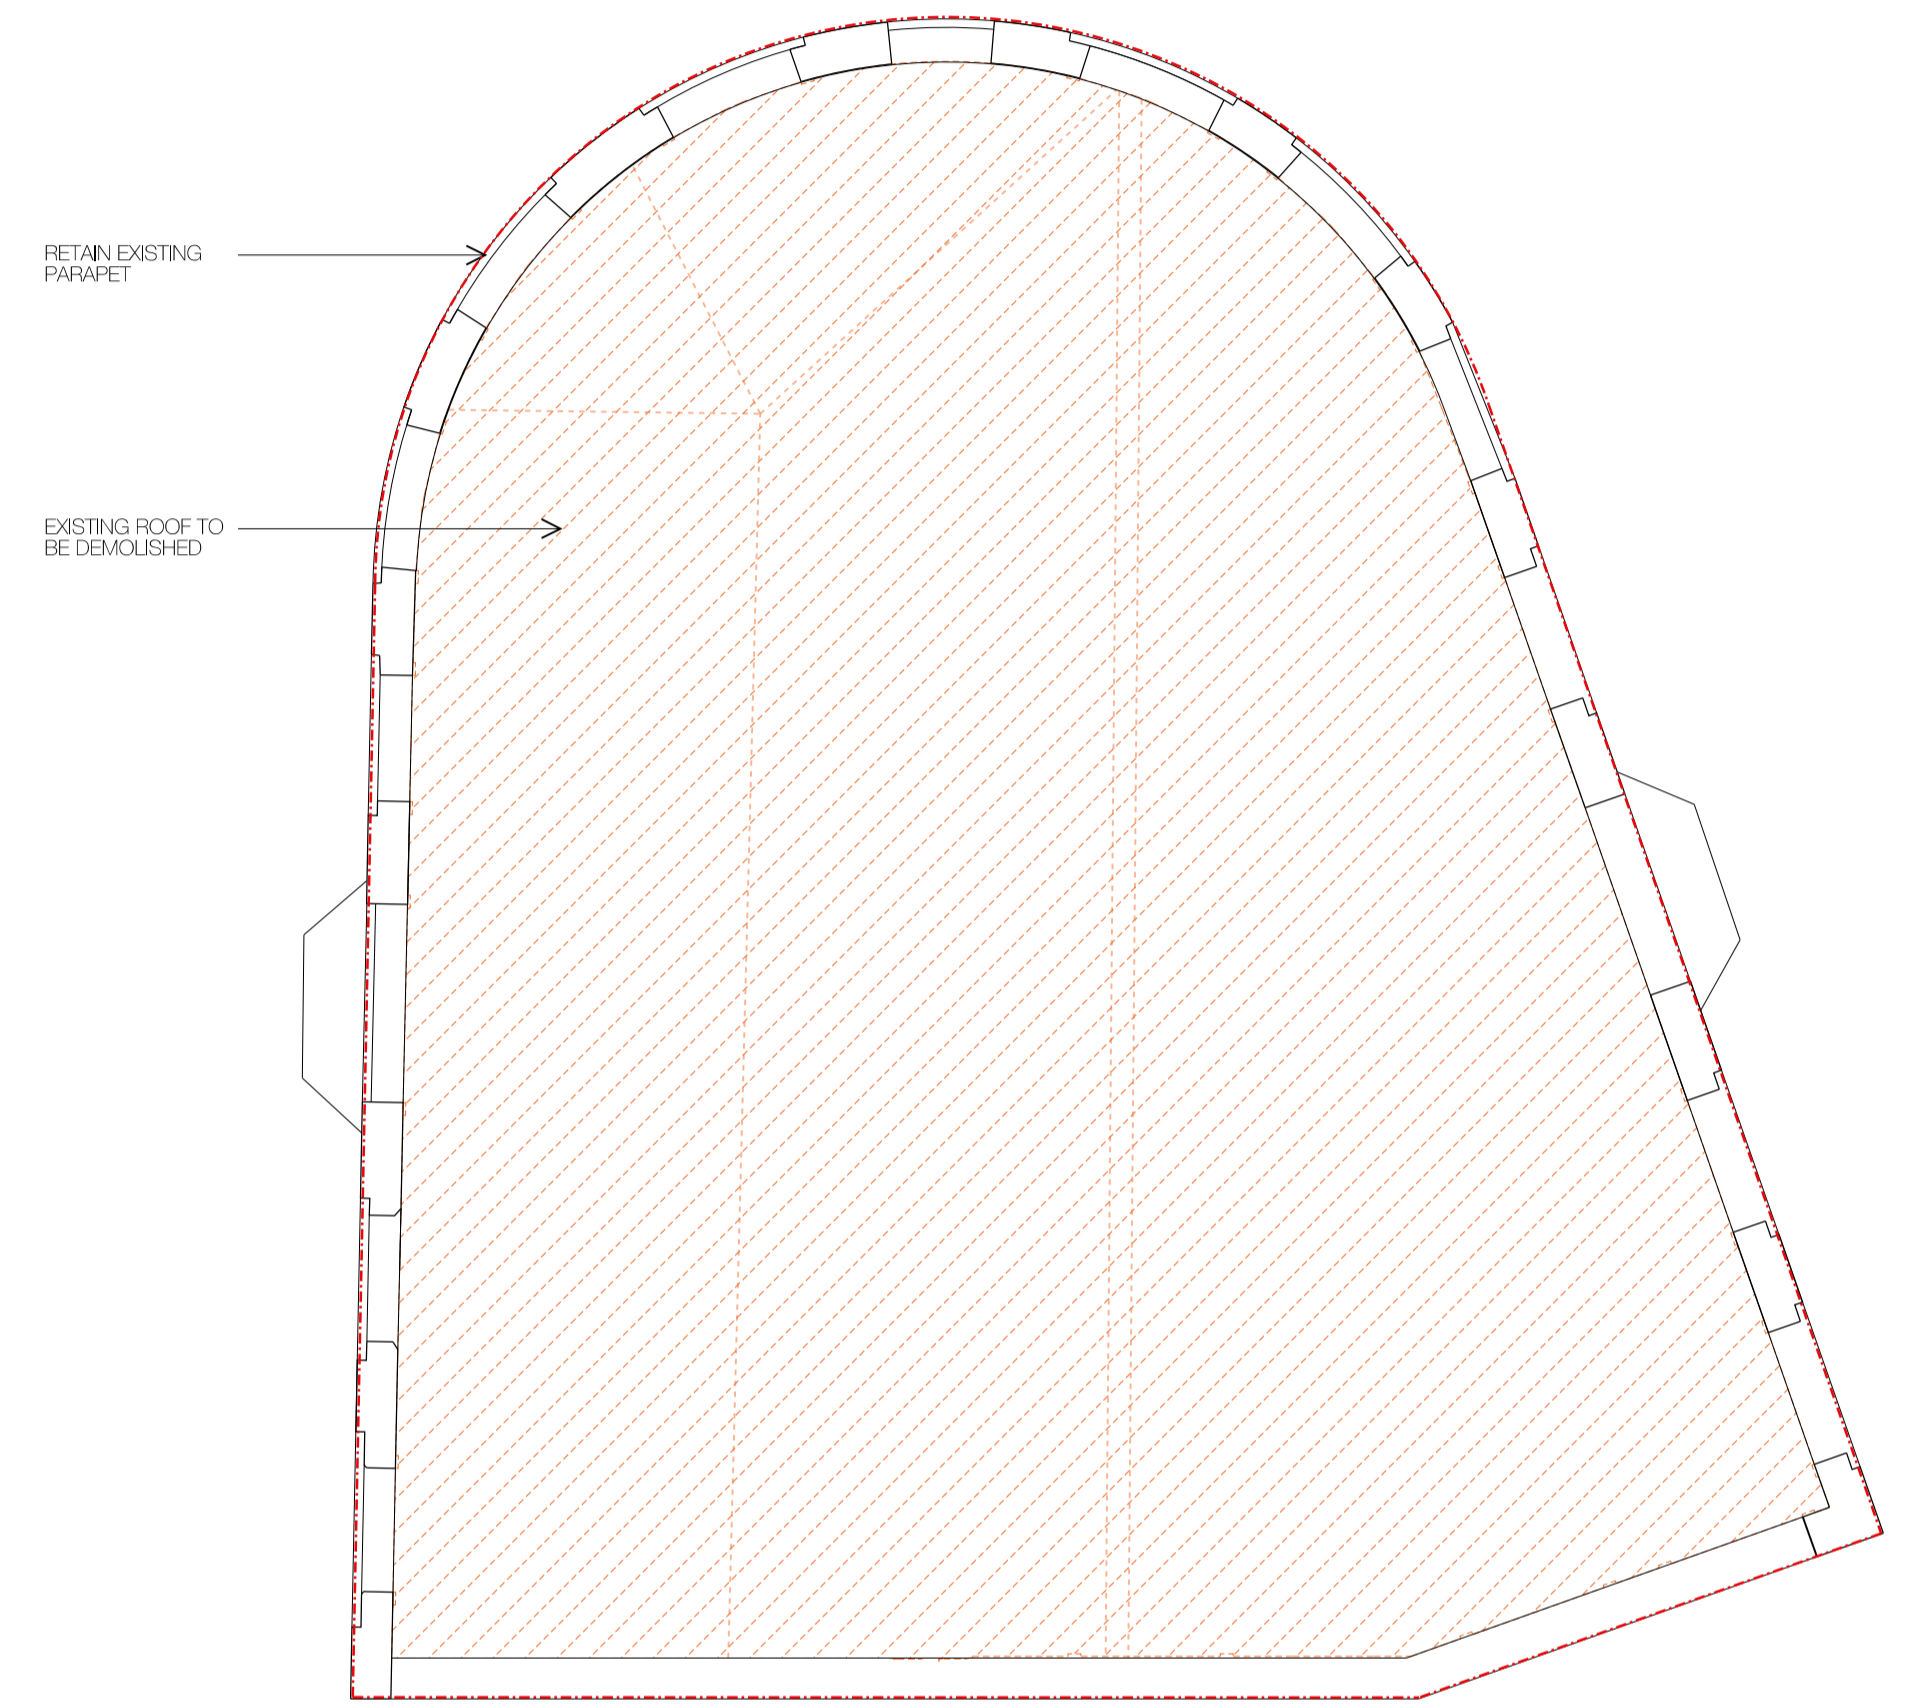 RETAIN EXISTING
PARAPET
EXISTING ROOF TO
BE DEMOLISHED